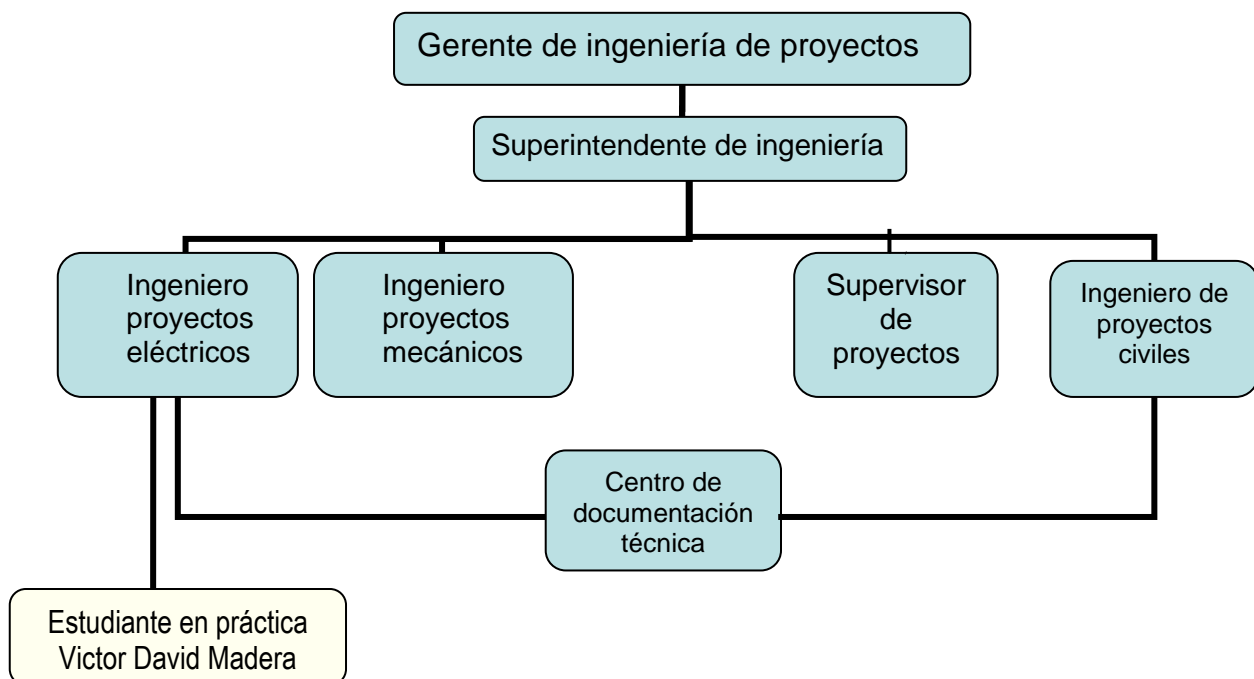 Gerente de ingeniería de proyectos
Superintendente de ingeniería
Ingeniero
proyectos
eléctricos
Ingeniero
proyectos
mecánicos
Supervisor
de
proyectos
Ingeniero de
proyectos
civiles
Centro de
documentación
técnica
Estudiante en práctica
Victor David Madera